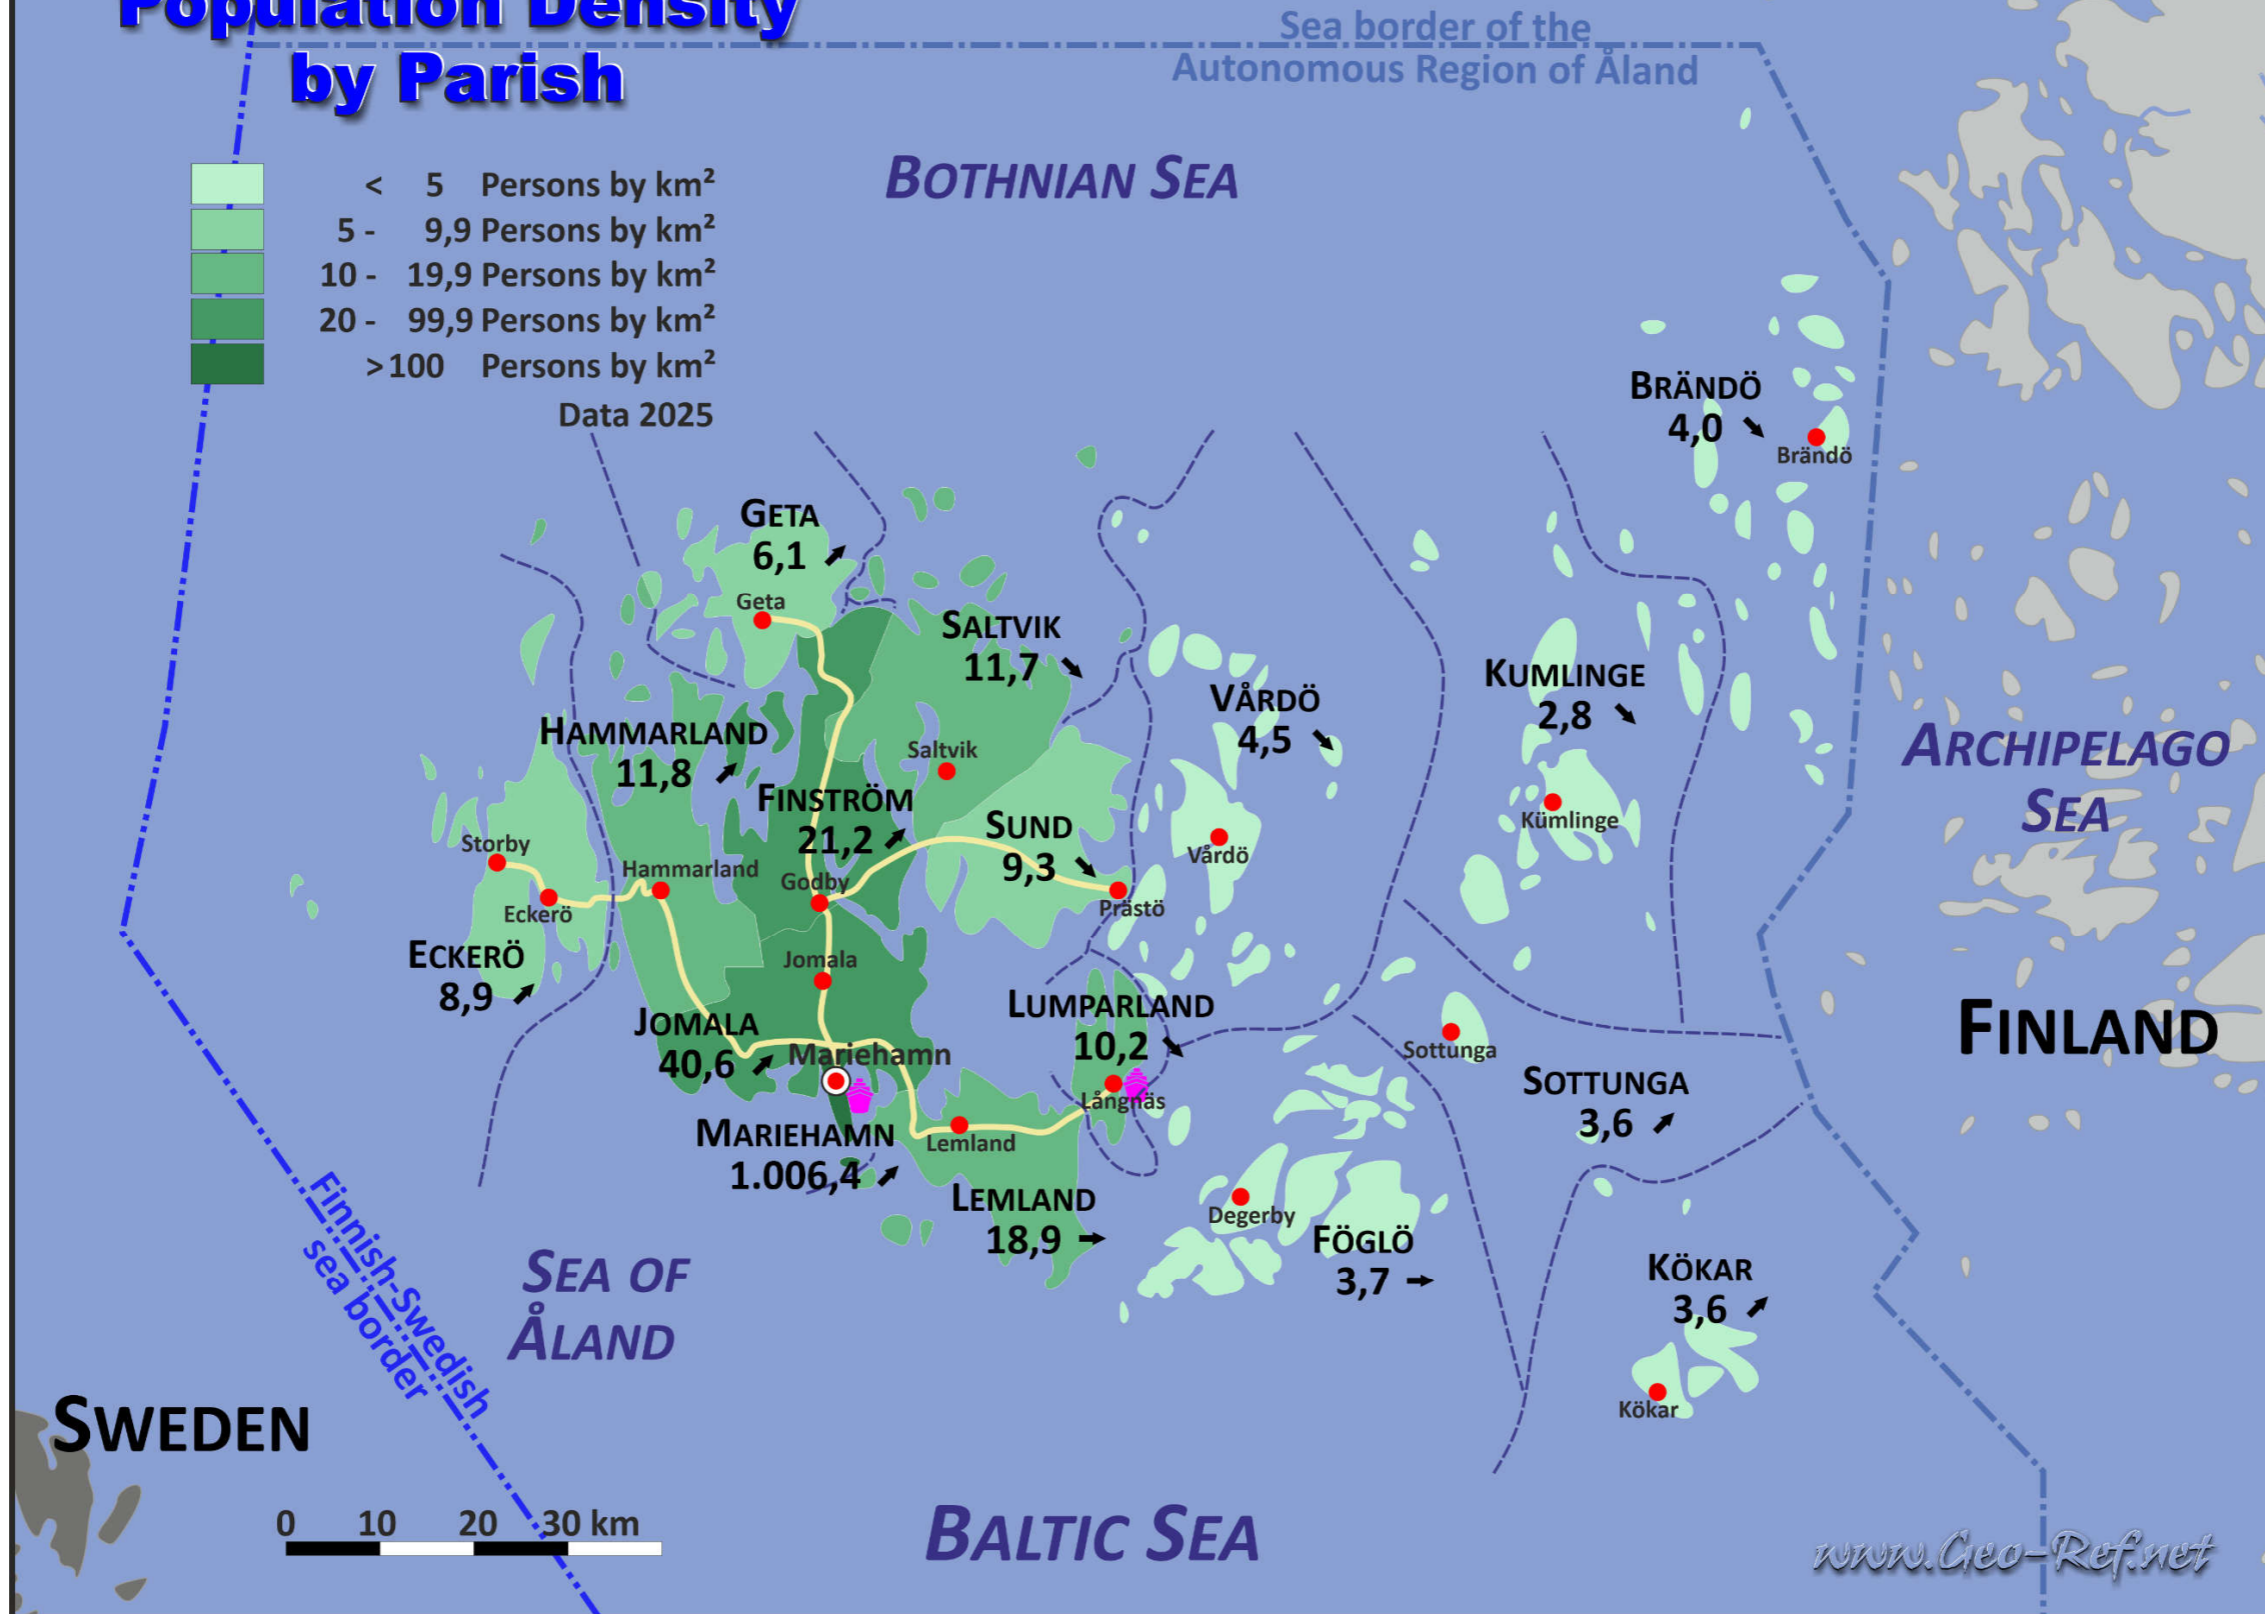 Population Density
by Parish
Sea border of the
Autonomous Region of Åland
BOTHNIAN SEA
< 5 Persons by km²
5 - 9,9 Persons by km²
10 - 19,9 Persons by km²
20 - 99,9 Persons by km²
>100 Persons by km²
Data 2025
BRÄNDÖ
4,0
Brändö
GETA
6,1
Geta
SALTVIK
11,7
Saltvik
VÅRDÖ
4,5
Vårdö
KUMLINGE
2,8
Kümlinge
ARCHIPELAGO
SEA
HAMMARLAND
11,8
Hammarland
FINSTRÖM
21,2
Godby
SUND
9,3
Prästö
Storby
Eckerö
ECKERÖ
8,9
Jomala
JOMALA
40,6
Mariehamn
MARIEHAMN
1.006,4
LUMPARLAND
10,2
Långnäs
Lemland
LEMLAND
18,9
Sottunga
SOTTUNGA
3,6
FINLAND
Degerby
FÖGLÖ
3,7
KÖKAR
3,6
Kökar
SEA OF
ÅLAND
Finnish-Swedish
sea border
SWEDEN
0 10 20 30 km
BALTIC SEA
www.Geo-Ref.net